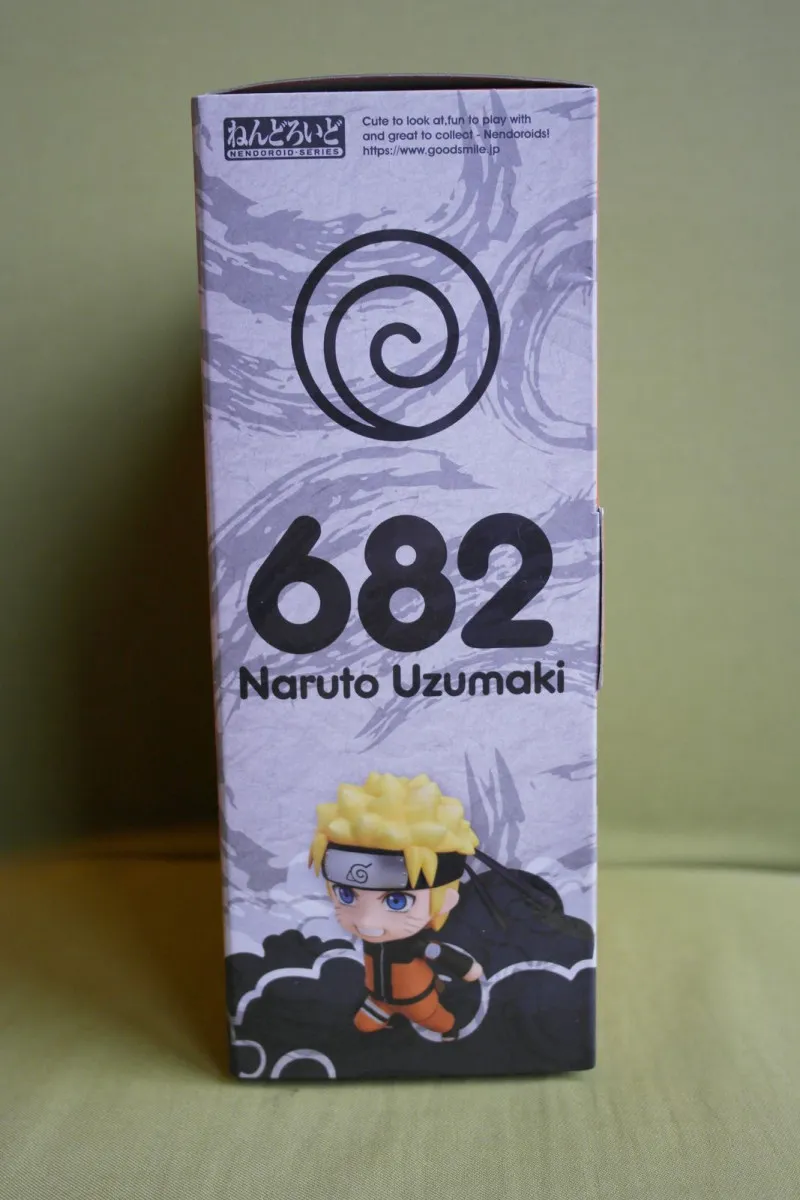 ねんどろいど
NENDOROID-SERIES
Cute to look at,fun to play with
and great to collect - Nendoroids!
https://www.goodsmile.jp
682
Naruto Uzumaki